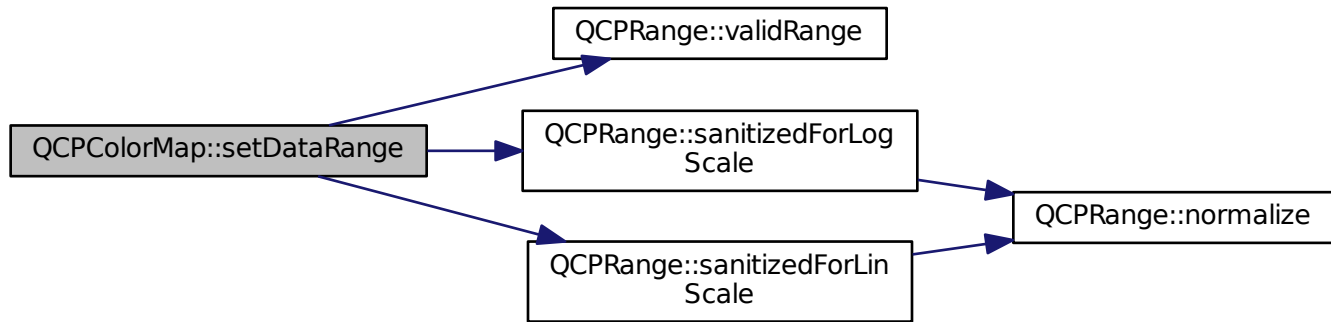 QCPRange::validRange
QCPColorMap::setDataRange
QCPRange::sanitizedForLog
Scale
QCPRange::normalize
QCPRange::sanitizedForLin
Scale